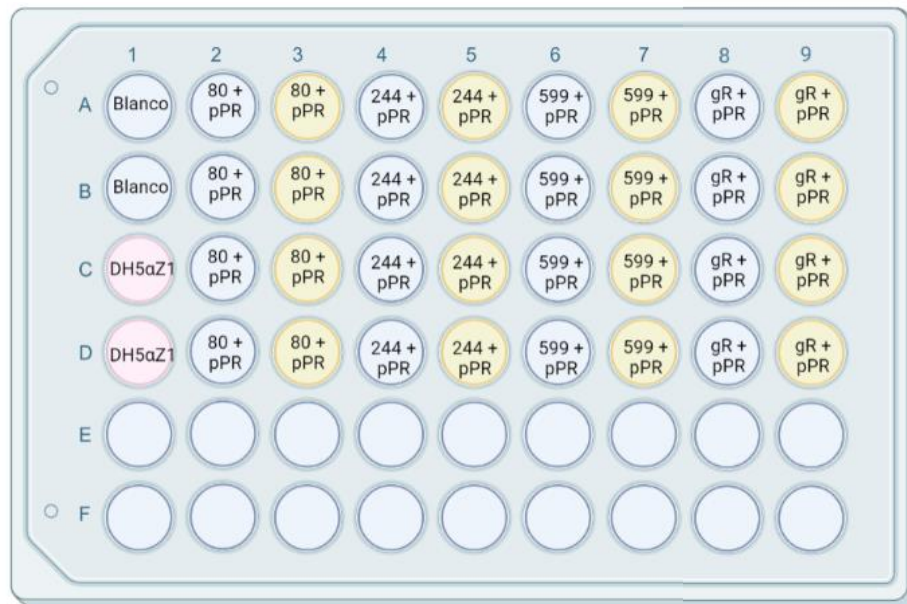 1 2 3 4 5 6 7 8 9
A Blanco 80 + pPR 80 + pPR 244 + pPR 244 + pPR 599 + pPR 599 + pPR gR + pPR gR + pPR
B Blanco 80 + pPR 80 + pPR 244 + pPR 244 + pPR 599 + pPR 599 + pPR gR + pPR gR + pPR
C DH5αZ1 80 + pPR 80 + pPR 244 + pPR 244 + pPR 599 + pPR 599 + pPR gR + pPR gR + pPR
D DH5αZ1 80 + pPR 80 + pPR 244 + pPR 244 + pPR 599 + pPR 599 + pPR gR + pPR gR + pPR
E
F